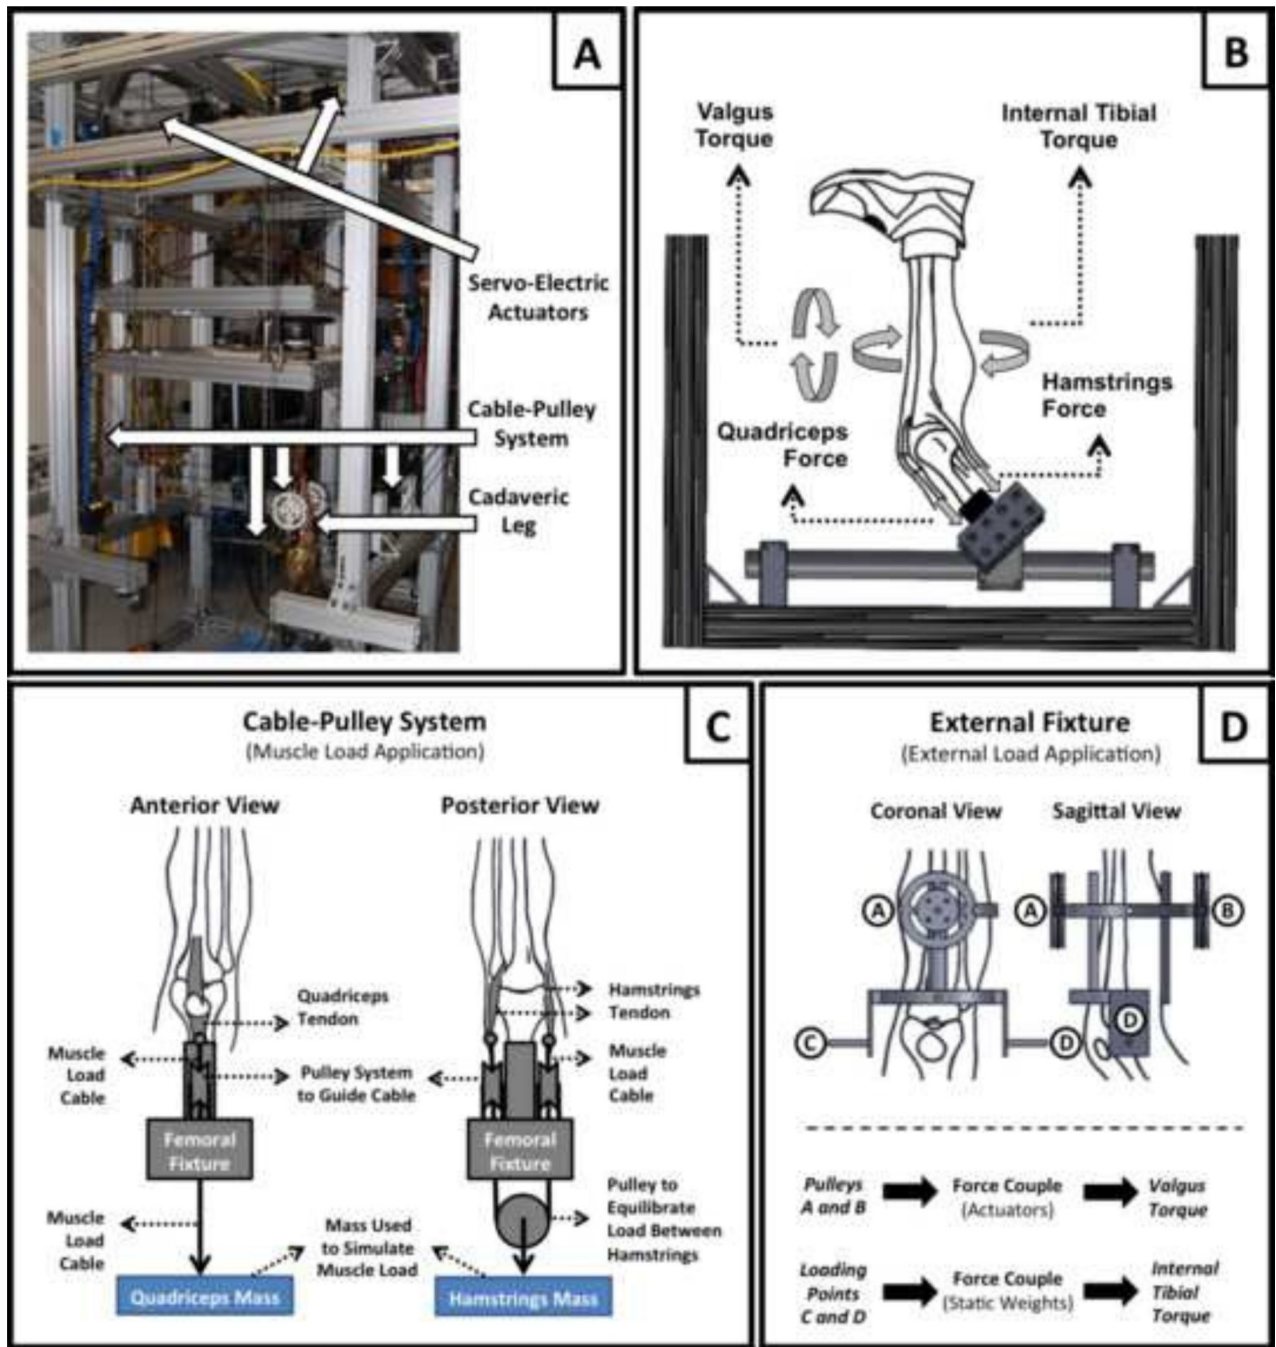 A
Servo-Electric
Actuators
Cable-Pulley
System
Cadaveric
Leg
B
Valgus
Torque
Internal Tibial
Torque
Hamstrings
Force
Quadriceps
Force
C
Cable-Pulley System
(Muscle Load Application)
Anterior View
Posterior View
Quadriceps
Tendon
Hamstrings
Tendon
Muscle
Load
Cable
Pulley System
to Guide Cable
Muscle
Load
Cable
Femoral
Fixture
Femoral
Fixture
Muscle
Load
Cable
Mass Used
to Simulate
Muscle Load
Pulley to
Equilibrate
Load Between
Hamstrings
Quadriceps Mass
Hamstrings Mass
D
External Fixture
(External Load Application)
Coronal View
Sagittal View
A
A
B
C
D
D
Pulleys
A and B
Force Couple
(Actuators)
Valgus
Torque
Loading
Points
C and D
Force Couple
(Static Weights)
Internal
Tibial
Torque